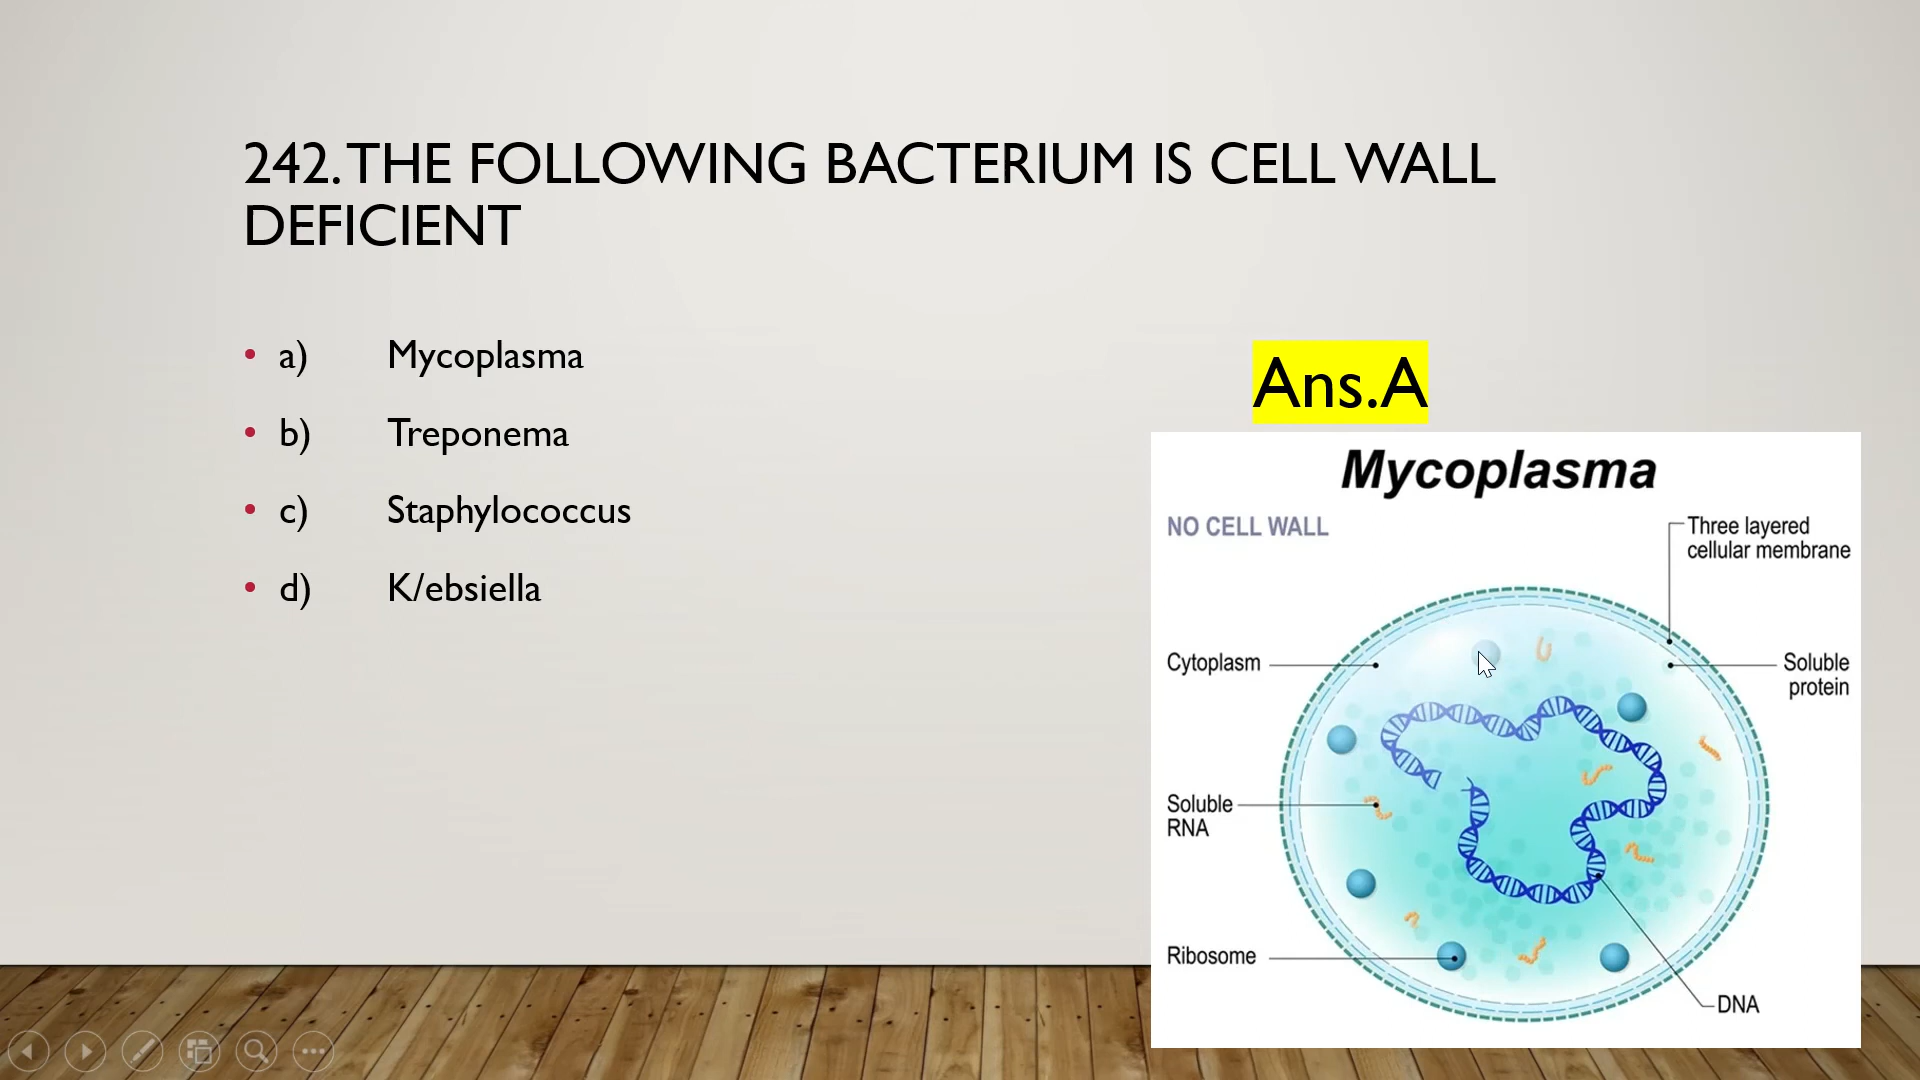 242. THE FOLLOWING BACTERIUM IS CELL WALL
DEFICIENT
• a) Mycoplasma
• b) Treponema
• c) Staphylococcus
• d) K/ebsiella
Ans.A
Mycoplasma
NO CELL WALL
Three layered
cellular membrane
Cytoplasm
Soluble
protein
Soluble
RNA
Ribosome
DNA